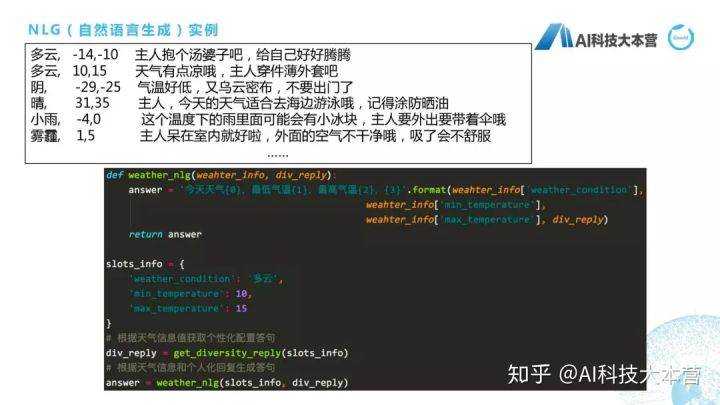 NLG（自然语言生成）实例
AI科技大本营
多云， -14,-10 主人抱个汤婆子吧，给自己好好腾腾
多云， 10,15 天气有点凉哦，主人穿件薄外套吧
阴， -29,-25 气温好低，又乌云密布，不要出门了
晴， 31,35 主人，今天的天气适合去海边游泳哦，记得涂防晒油
小雨， -4,0 这个温度下的雨里面可能会有小冰块，主人要外出要带着伞哦
雾霾， 1,5 主人呆在室内就好啦，外面的空气不干净哦，吸了会不舒服
……
def weather_nlg(weahter_info, div_reply):
answer = '今天天气{0}，最低气温{1}，最高气温{2}，{3}'.format(weahter_info['weather_condition'],
weahter_info['min_temperature'],
weahter_info['max_temperature'], div_reply)
return answer
slots_info = {
'weather_condition': '多云',
'min_temperature': 10,
'max_temperature': 15
}
# 根据天气信息值获取个性化配置答句
div_reply = get_diversity_reply(slots_info)
# 根据天气信息和个人化回复生成答句
answer = weather_nlg(slots_info, div_reply)
知乎 @AI科技大本营